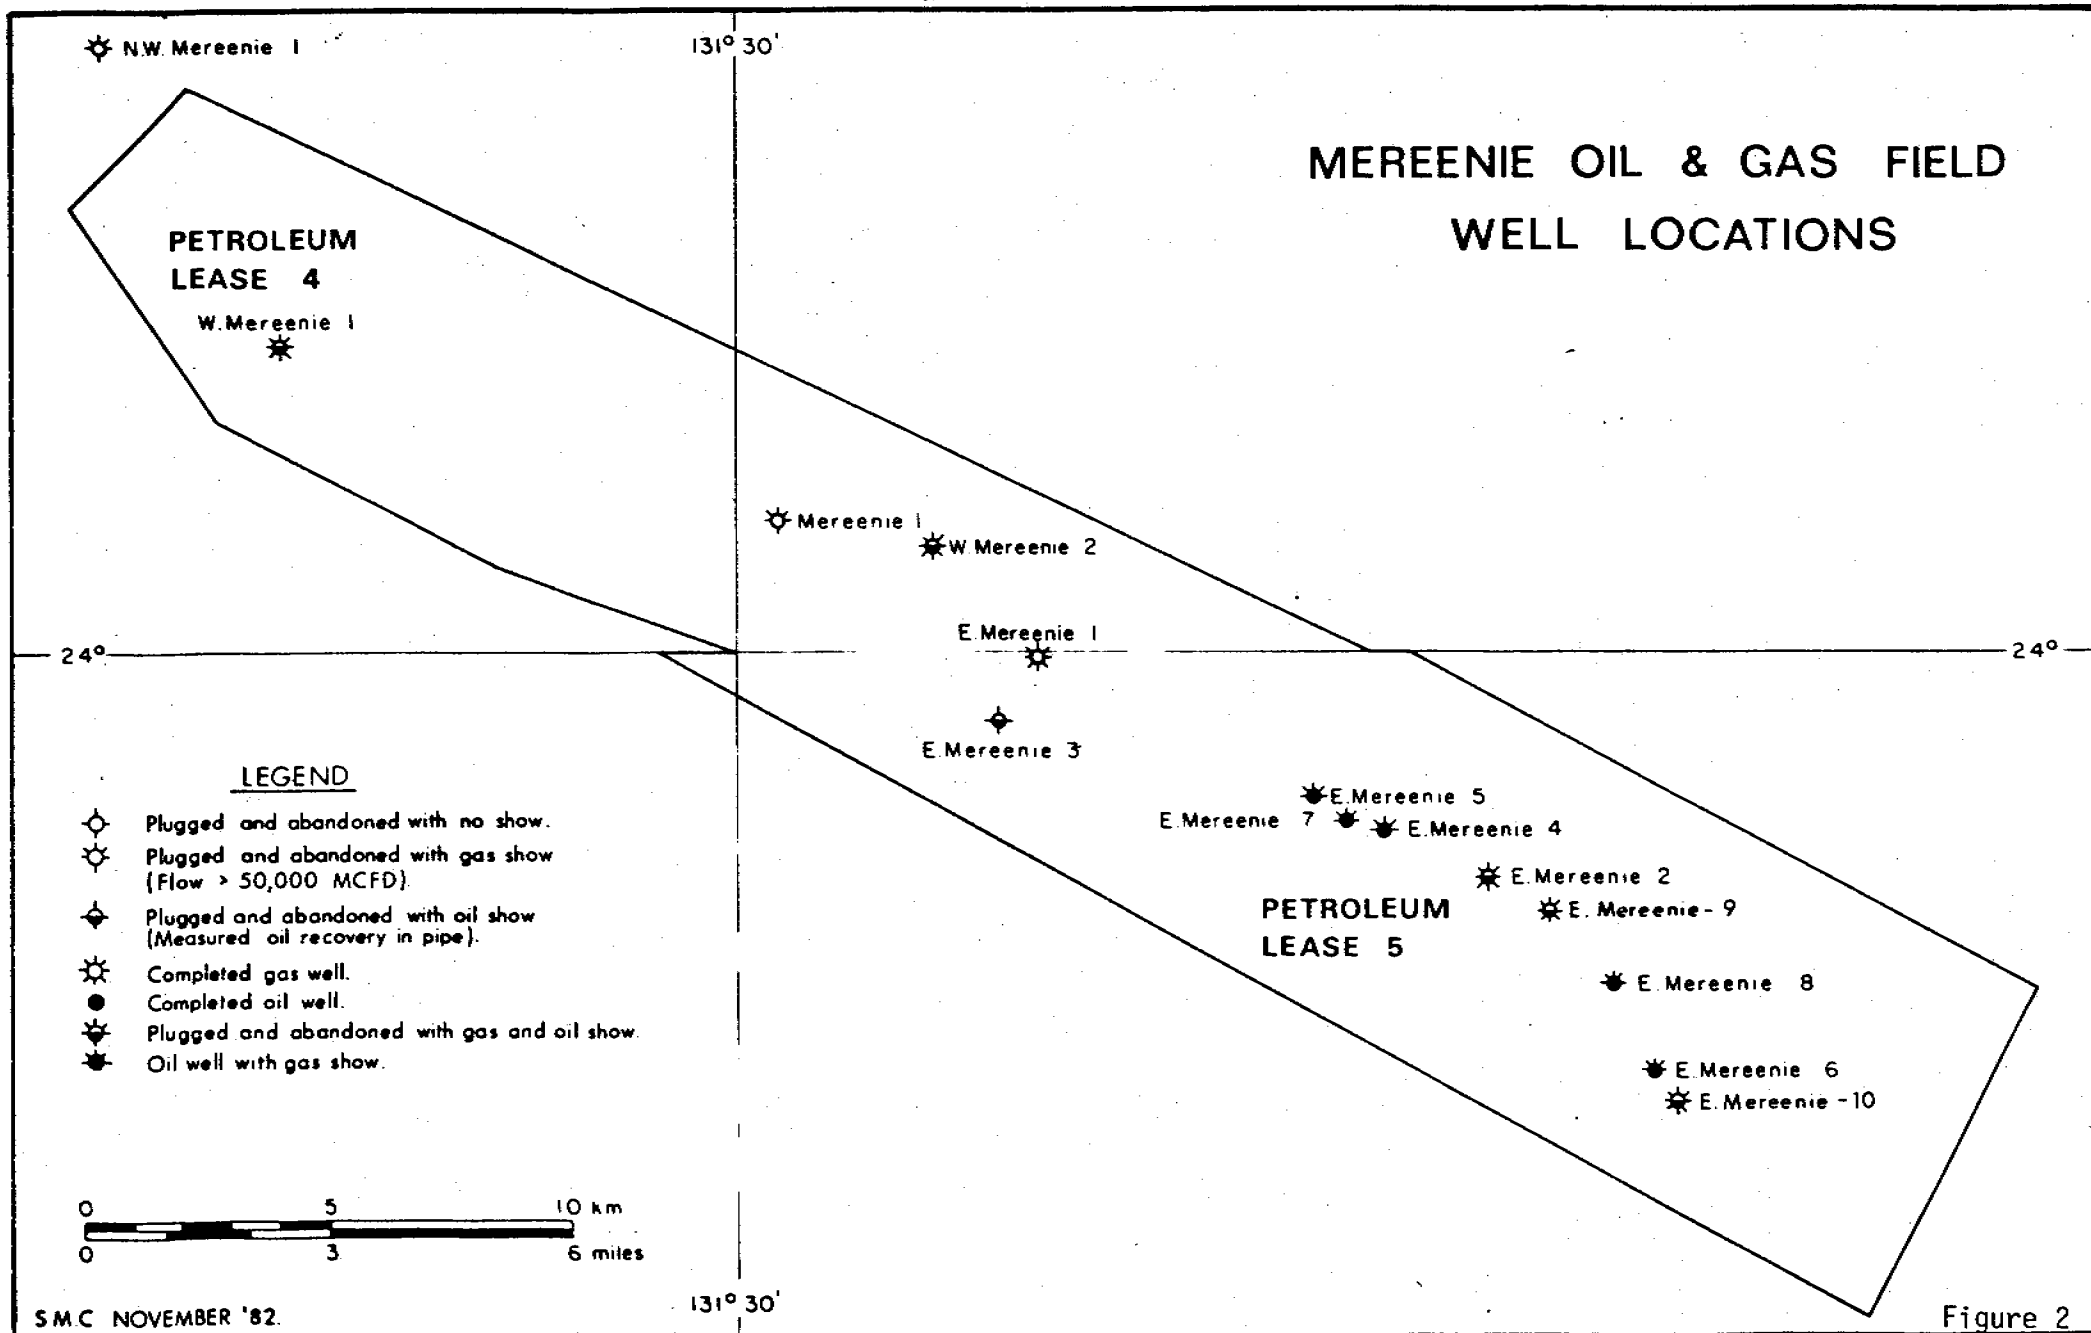 N.W. Mereenie 1
131° 30'
MEREENIE OIL & GAS FIELD
WELL LOCATIONS
PETROLEUM
LEASE 4
W. Mereenie 1
Mereenie 1
W. Mereenie 2
E. Mereenie 1
24°
24°
E. Mereenie 3
E. Mereenie 5
E. Mereenie 7
E. Mereenie 4
E. Mereenie 2
E. Mereenie - 9
PETROLEUM
LEASE 5
E. Mereenie 8
E. Mereenie 6
E. Mereenie - 10
LEGEND
Plugged and abandoned with no show.
Plugged and abandoned with gas show
(Flow > 50,000 MCFD)
Plugged and abandoned with oil show
(Measured oil recovery in pipe).
Completed gas well.
Completed oil well.
Plugged and abandoned with gas and oil show.
Oil well with gas show.
0 5 10 km
0 3 6 miles
131° 30'
S.M.C NOVEMBER '82.
Figure 2